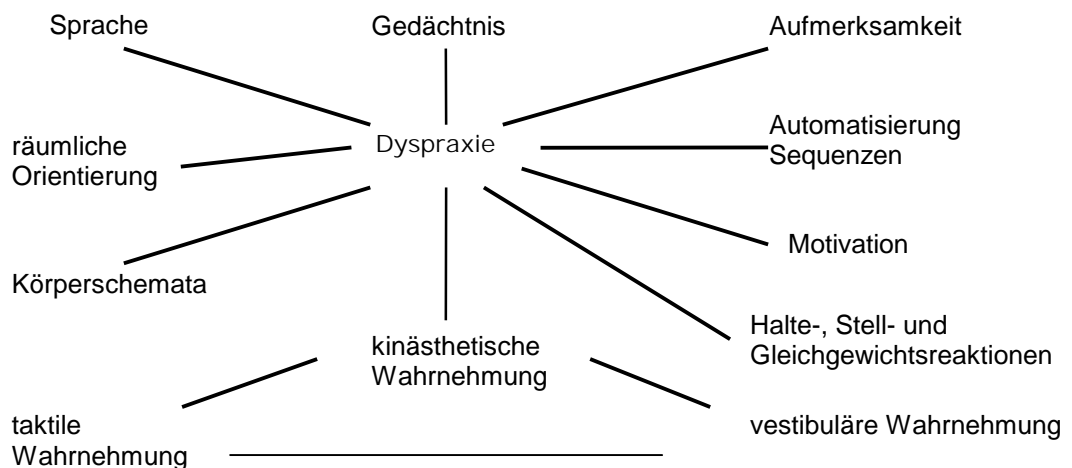 Sprache
Gedächtnis
Aufmerksamkeit
räumliche
Orientierung
Dyspraxie
Automatisierung
Sequenzen
Körperschemata
Motivation
Halte-, Stell- und
Gleichgewichtsreaktionen
kinästhetische
Wahrnehmung
taktile
Wahrnehmung
vestibuläre Wahrnehmung